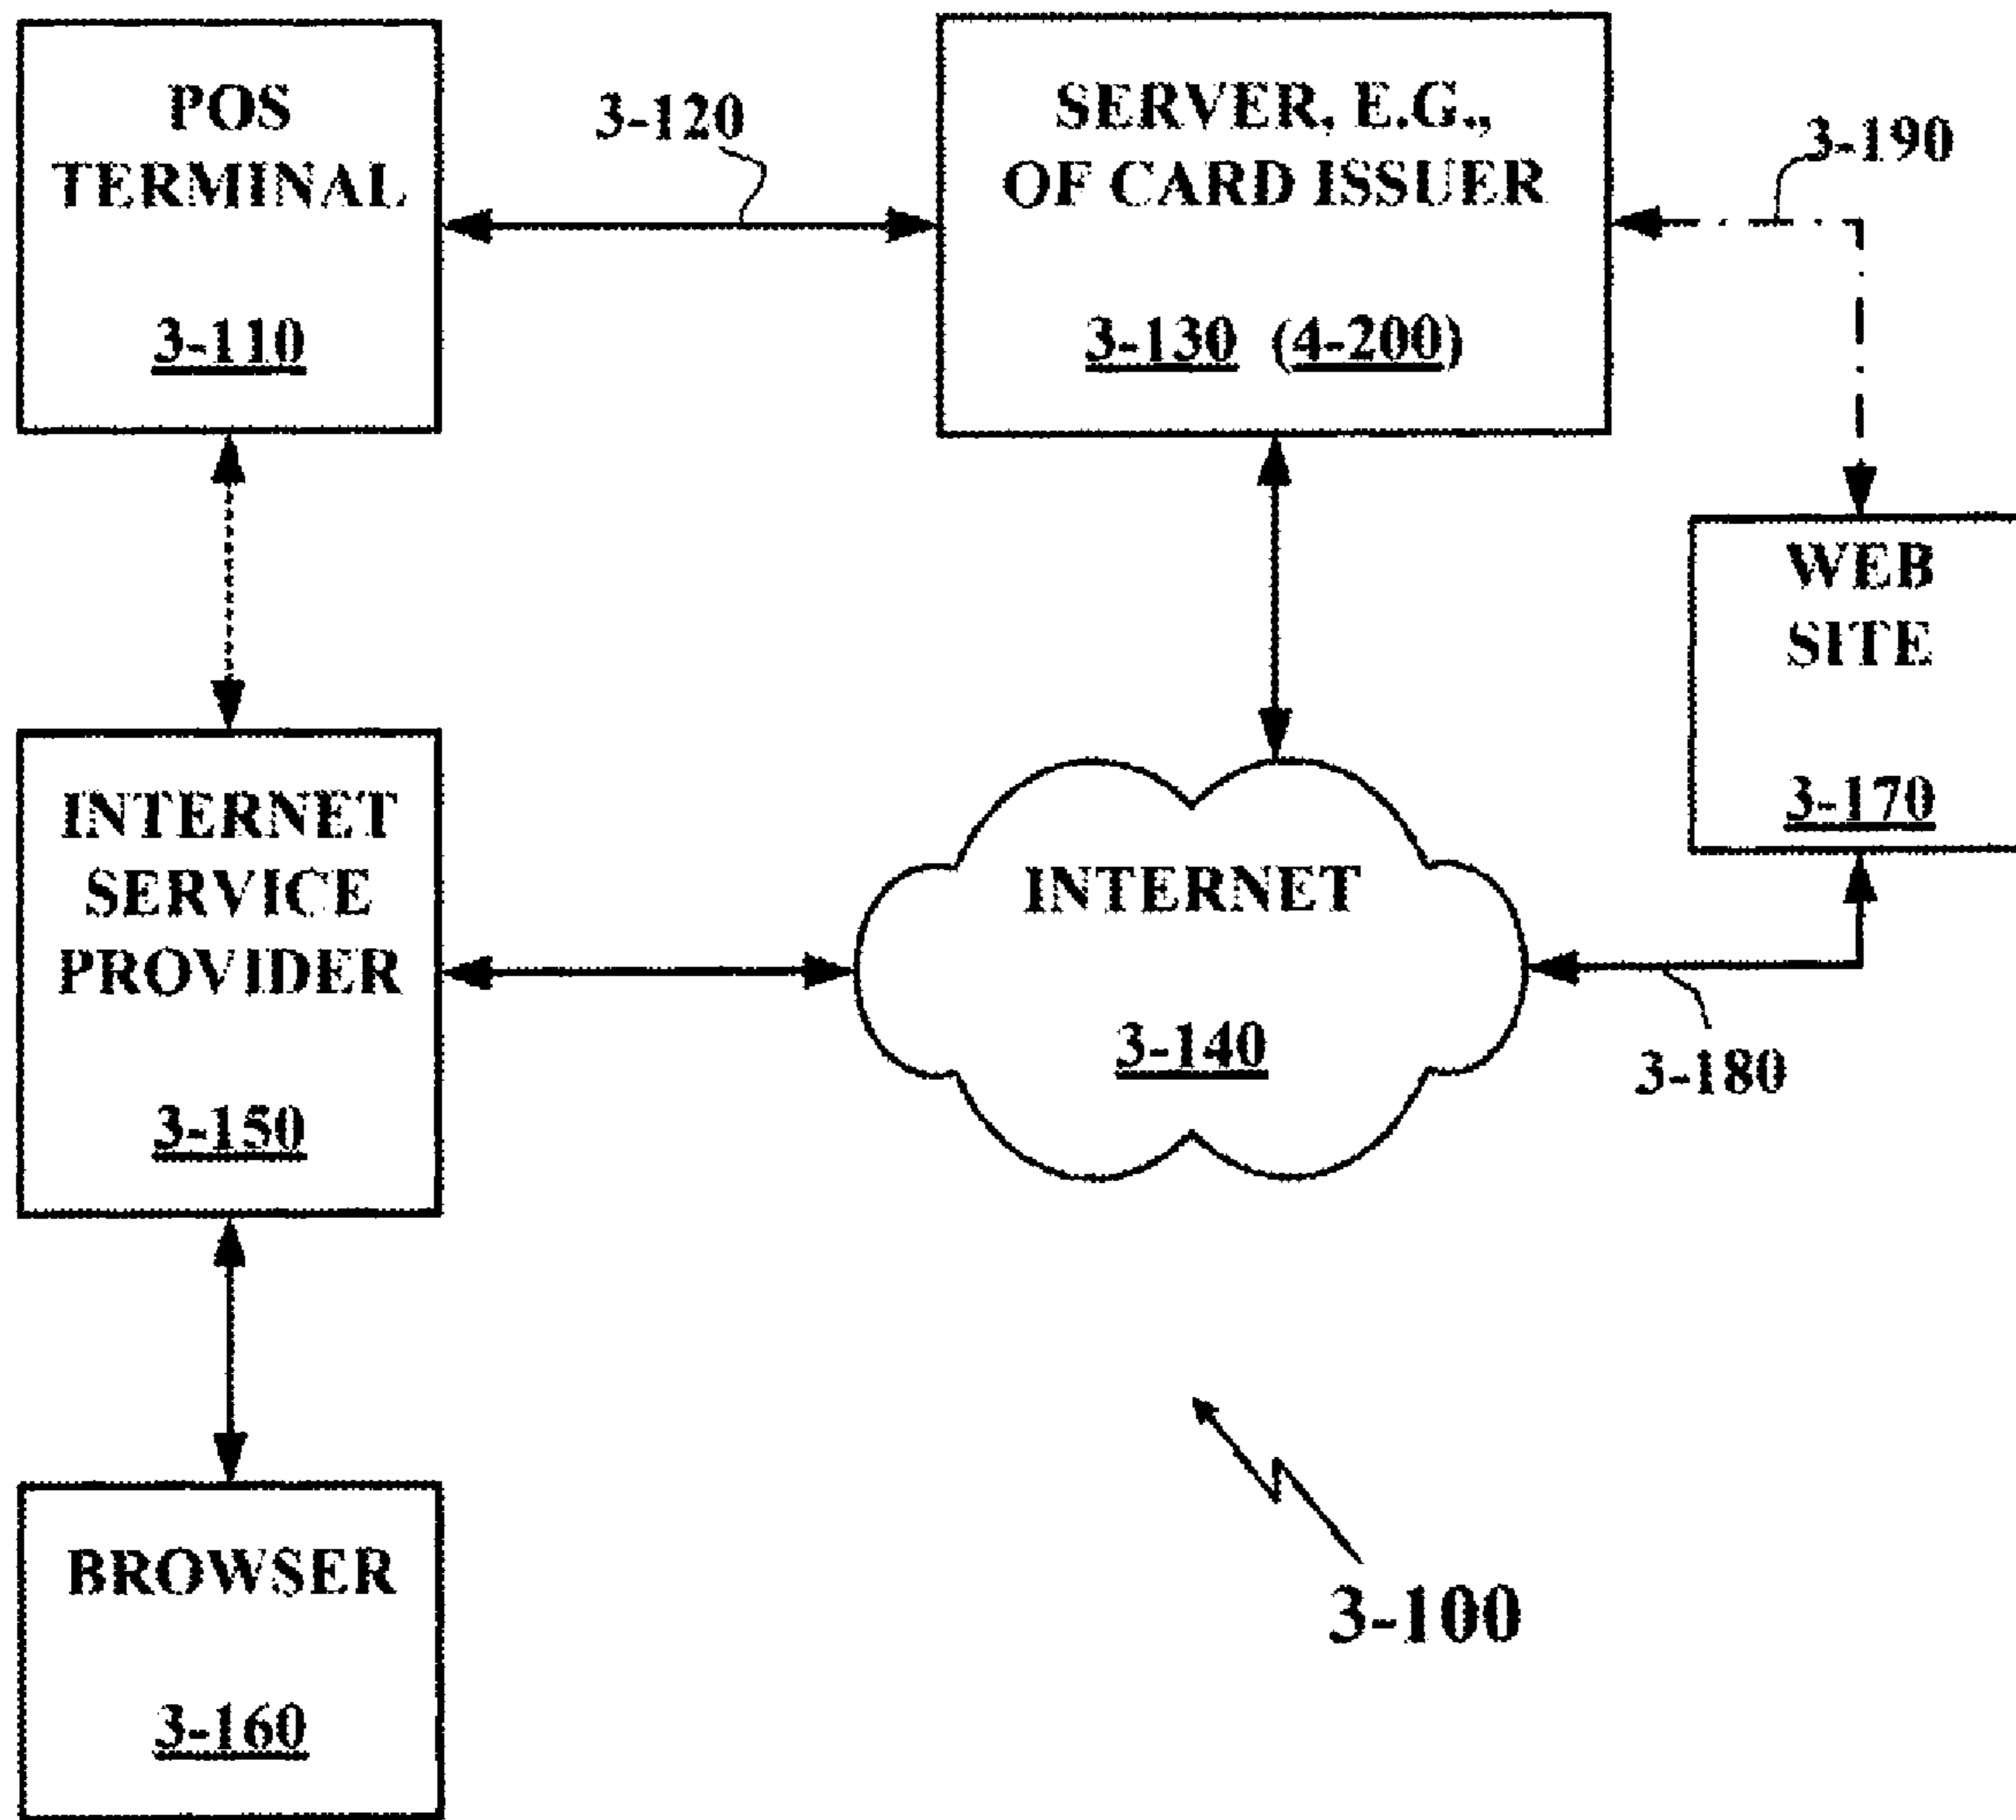 POS
TERMINAL
3-110
3-120
SERVER, E.G.,
OF CARD ISSUER
3-130 (4-200)
3-190
WEB
SITE
3-170
INTERNET
SERVICE
PROVIDER
3-150
INTERNET
3-140
3-180
BROWSER
3-160
3-100